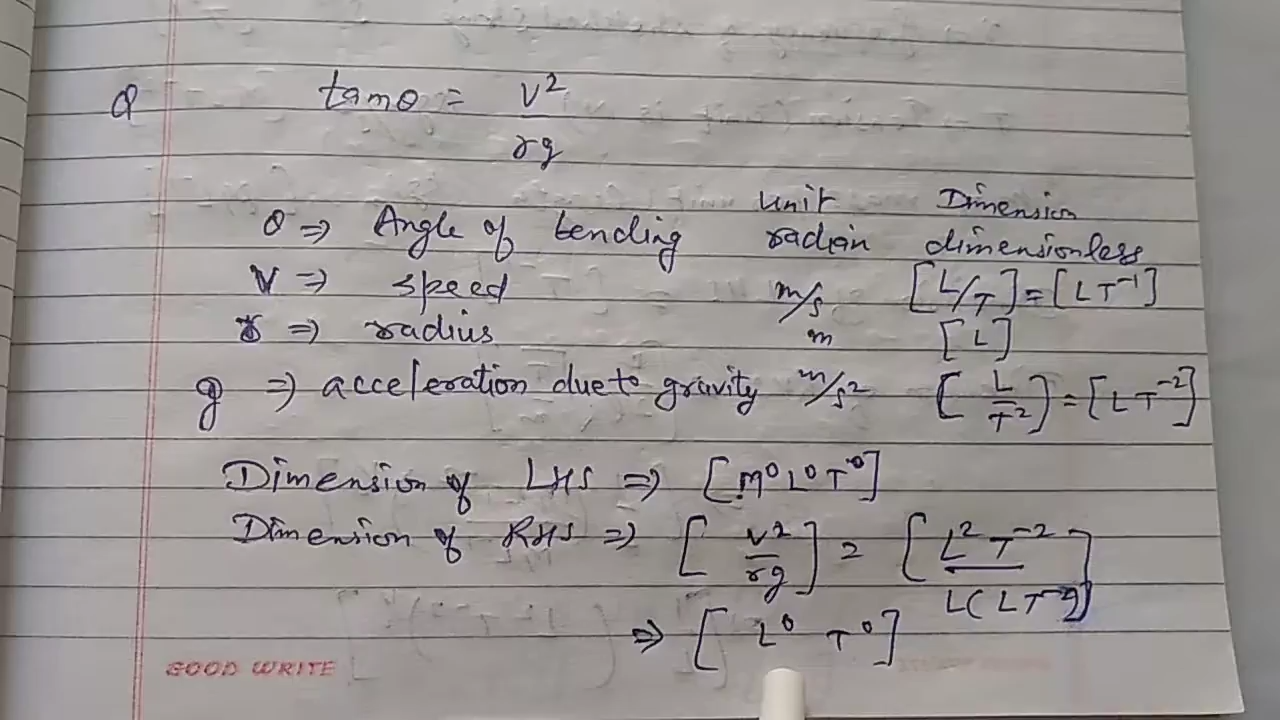 Q tanθ = v²
rg
Unit Dimension
θ ⇒ Angle of bending radian dimensionless
v ⇒ speed m/s [L/T] = [LT⁻¹]
r ⇒ radius m [L]
g ⇒ acceleration due to gravity m/s² [L/T²] = [LT⁻²]
Dimension of LHS ⇒ [M⁰L⁰T⁰]
Dimension of RHS ⇒ [v²/rg] = [L²T⁻²/L(LT⁻²)]
⇒ [L⁰ T⁰]
GOOD WRITE